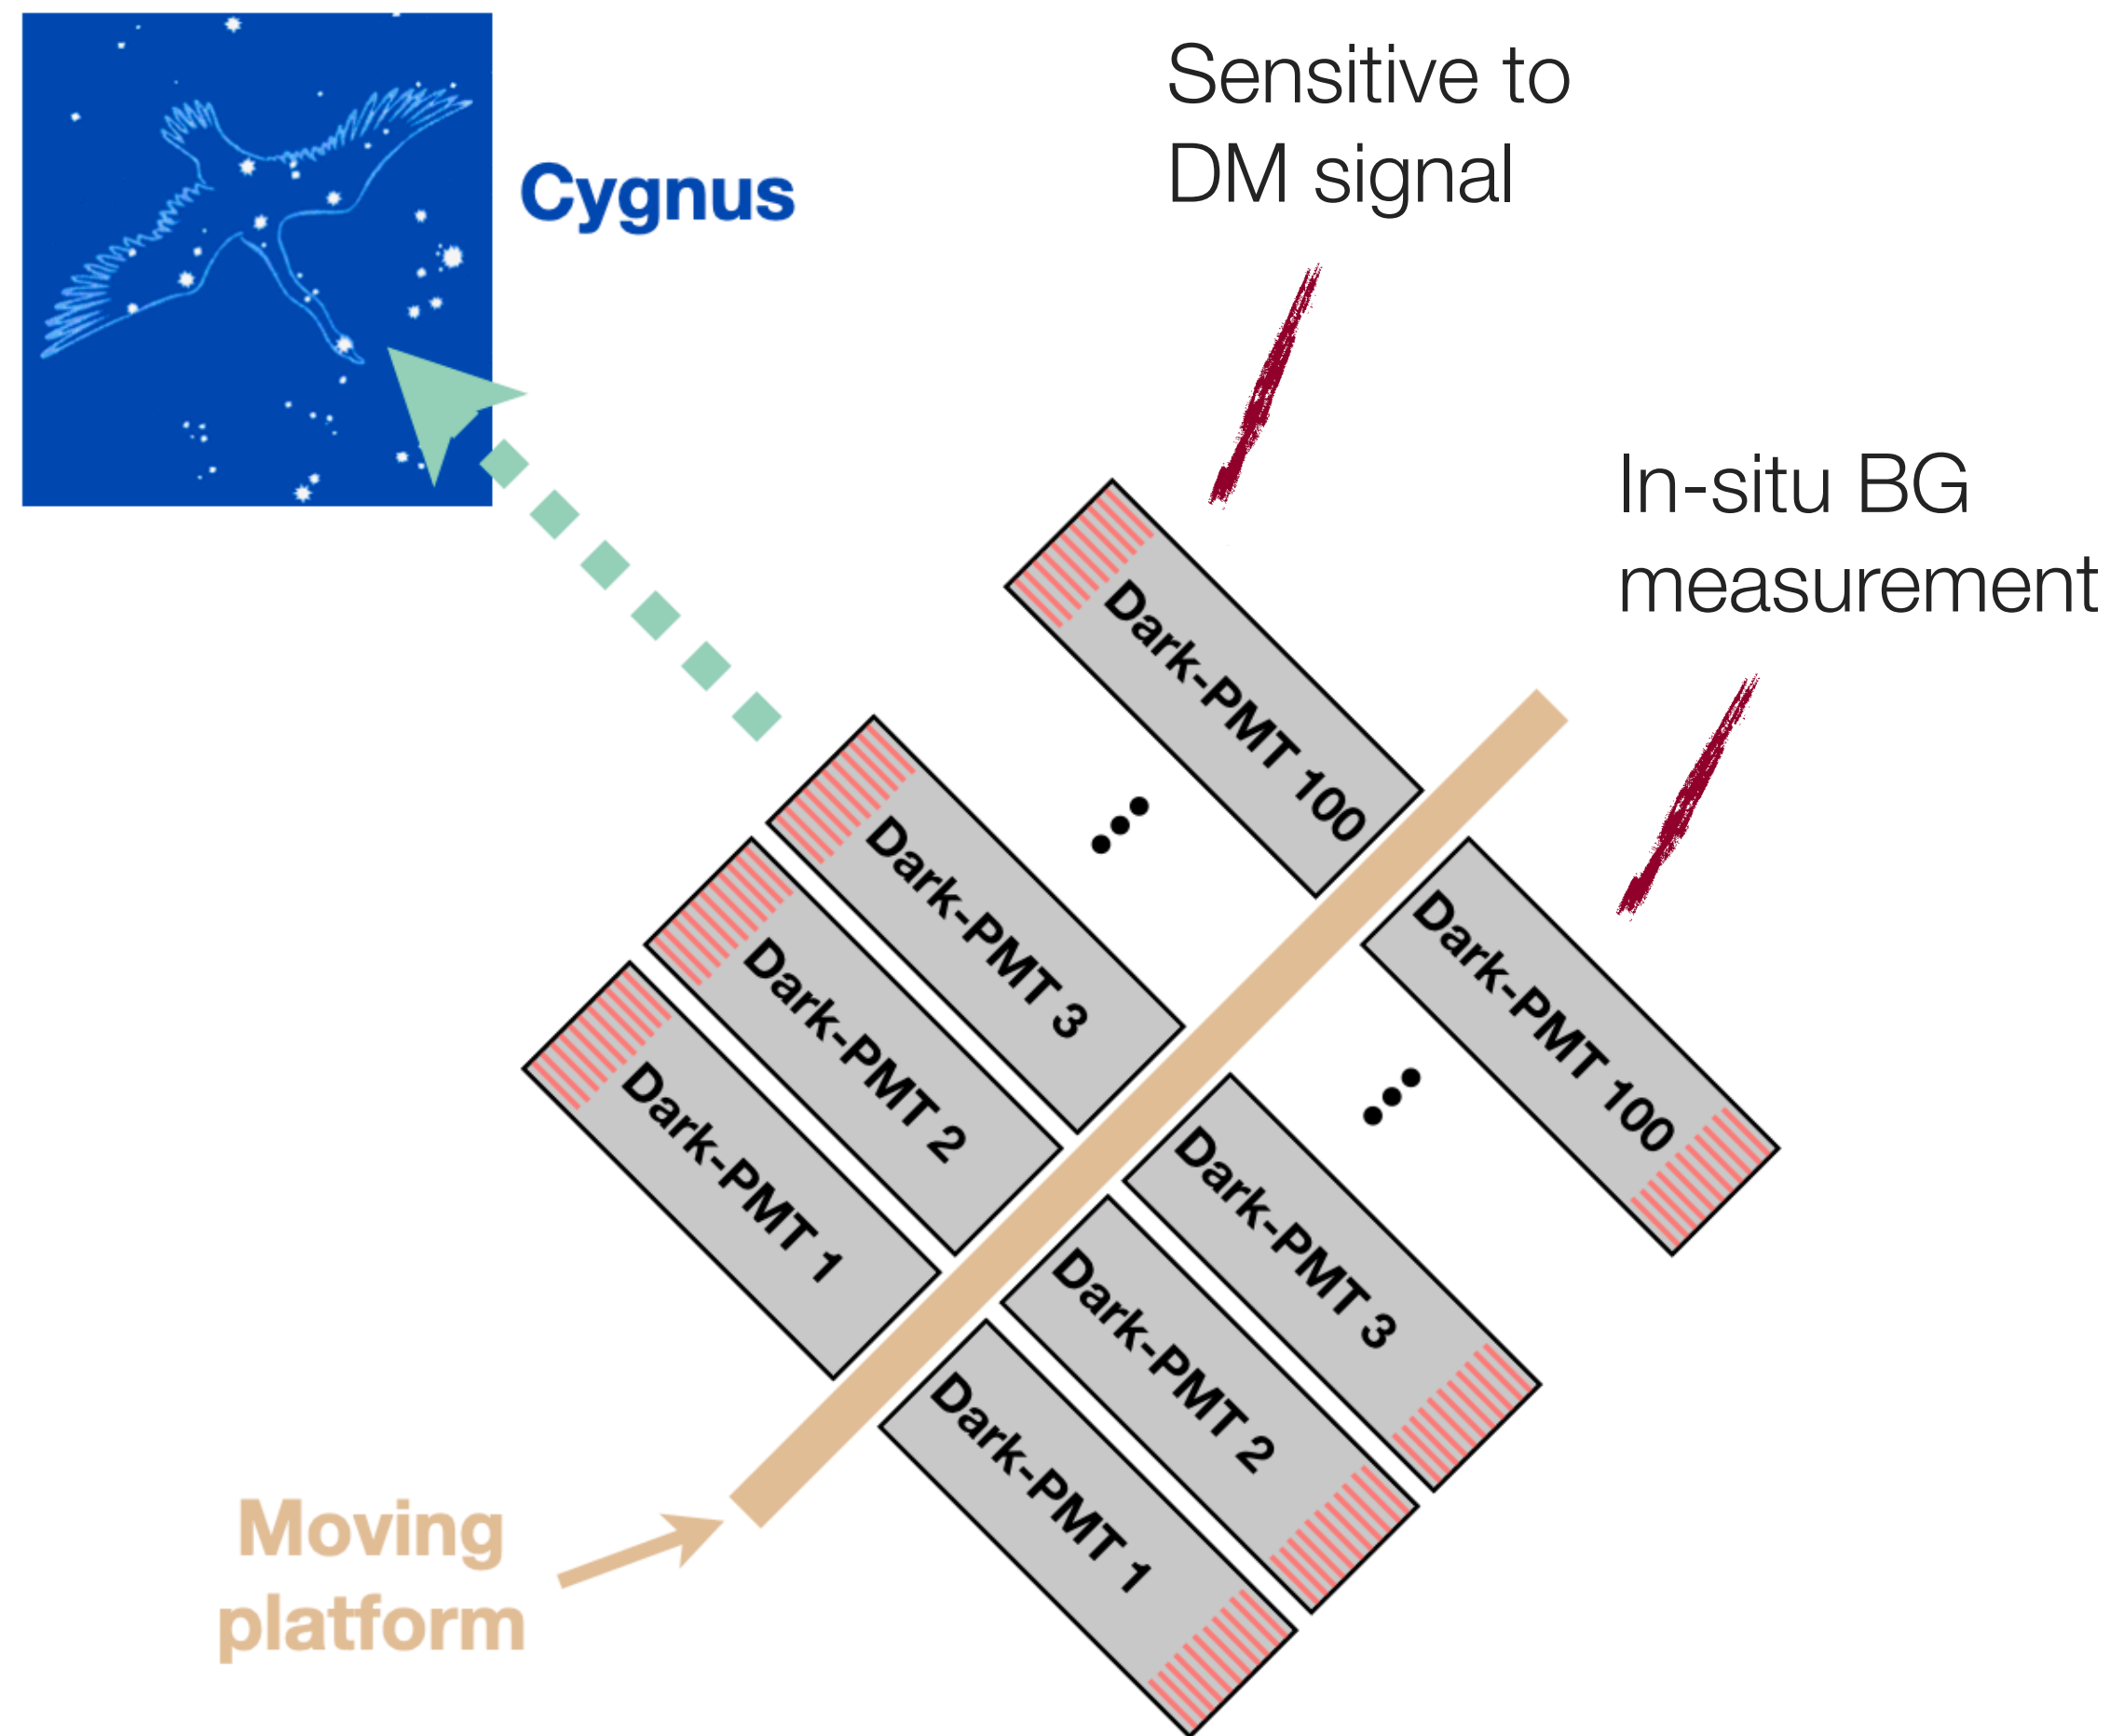 Sensitive to
DM signal
Cygnus
In-situ BG
measurement
Dark-PMT 100
Dark-PMT 3
Dark-PMT 2
Dark-PMT 1
Dark-PMT 100
Dark-PMT 3
Dark-PMT 2
Dark-PMT 1
Moving
platform